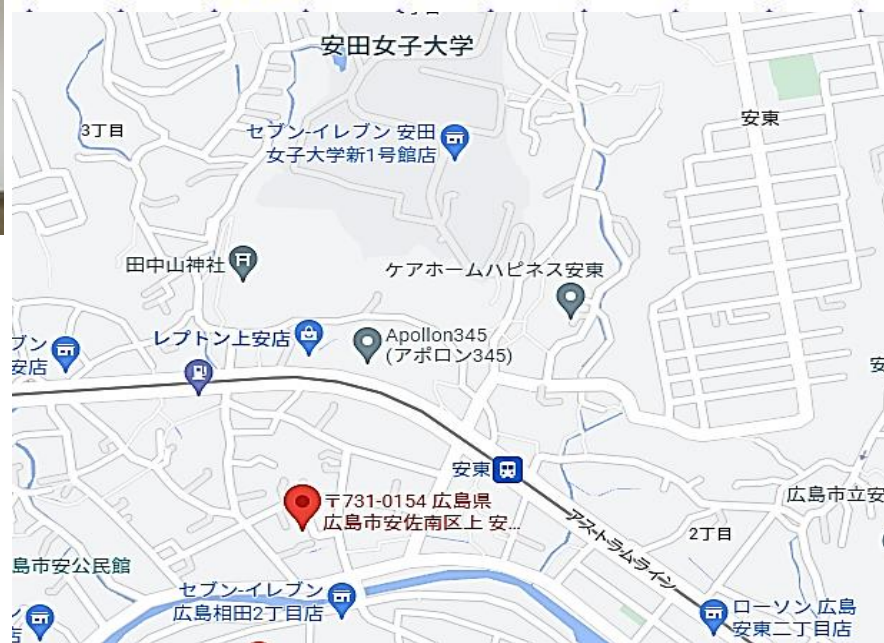 安田女子大学
3丁目
セブン-イレブン 安田
女子大学新1号館店
安東
田中山神社
ケアホームハピネス安東
レプトン上安店
Apollon345
(アポロン345)
ブン
安店
安東
〒731-0154 広島県
広島市安佐南区上 安...
アストラムライン
2丁目
広島市立安
島市安公民館
セブン-イレブン
広島相田2丁目店
ローソン 広島
安東二丁目店